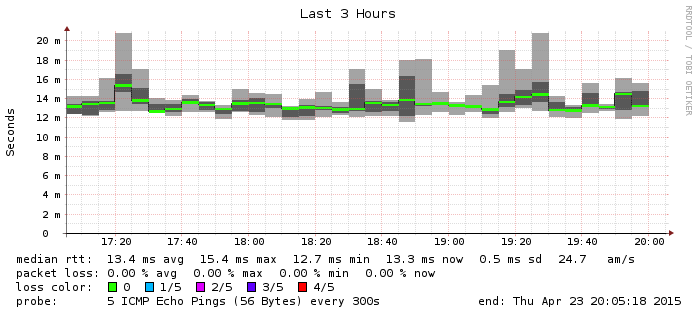 Last 3 Hours
RRDTOOL / TOBI OETIKER
Seconds
20 m
18 m
16 m
14 m
12 m
10 m
8 m
6 m
4 m
2 m
0
17:20 17:40 18:00 18:20 18:40 19:00 19:20 19:40 20:00
median rtt: 13.4 ms avg 15.4 ms max 12.7 ms min 13.3 ms now 0.5 ms sd 24.7 am/s
packet loss: 0.00 % avg 0.00 % max 0.00 % min 0.00 % now
loss color: 0 1/5 2/5 3/5 4/5
probe: 5 ICMP Echo Pings (56 Bytes) every 300s end: Thu Apr 23 20:05:18 2015